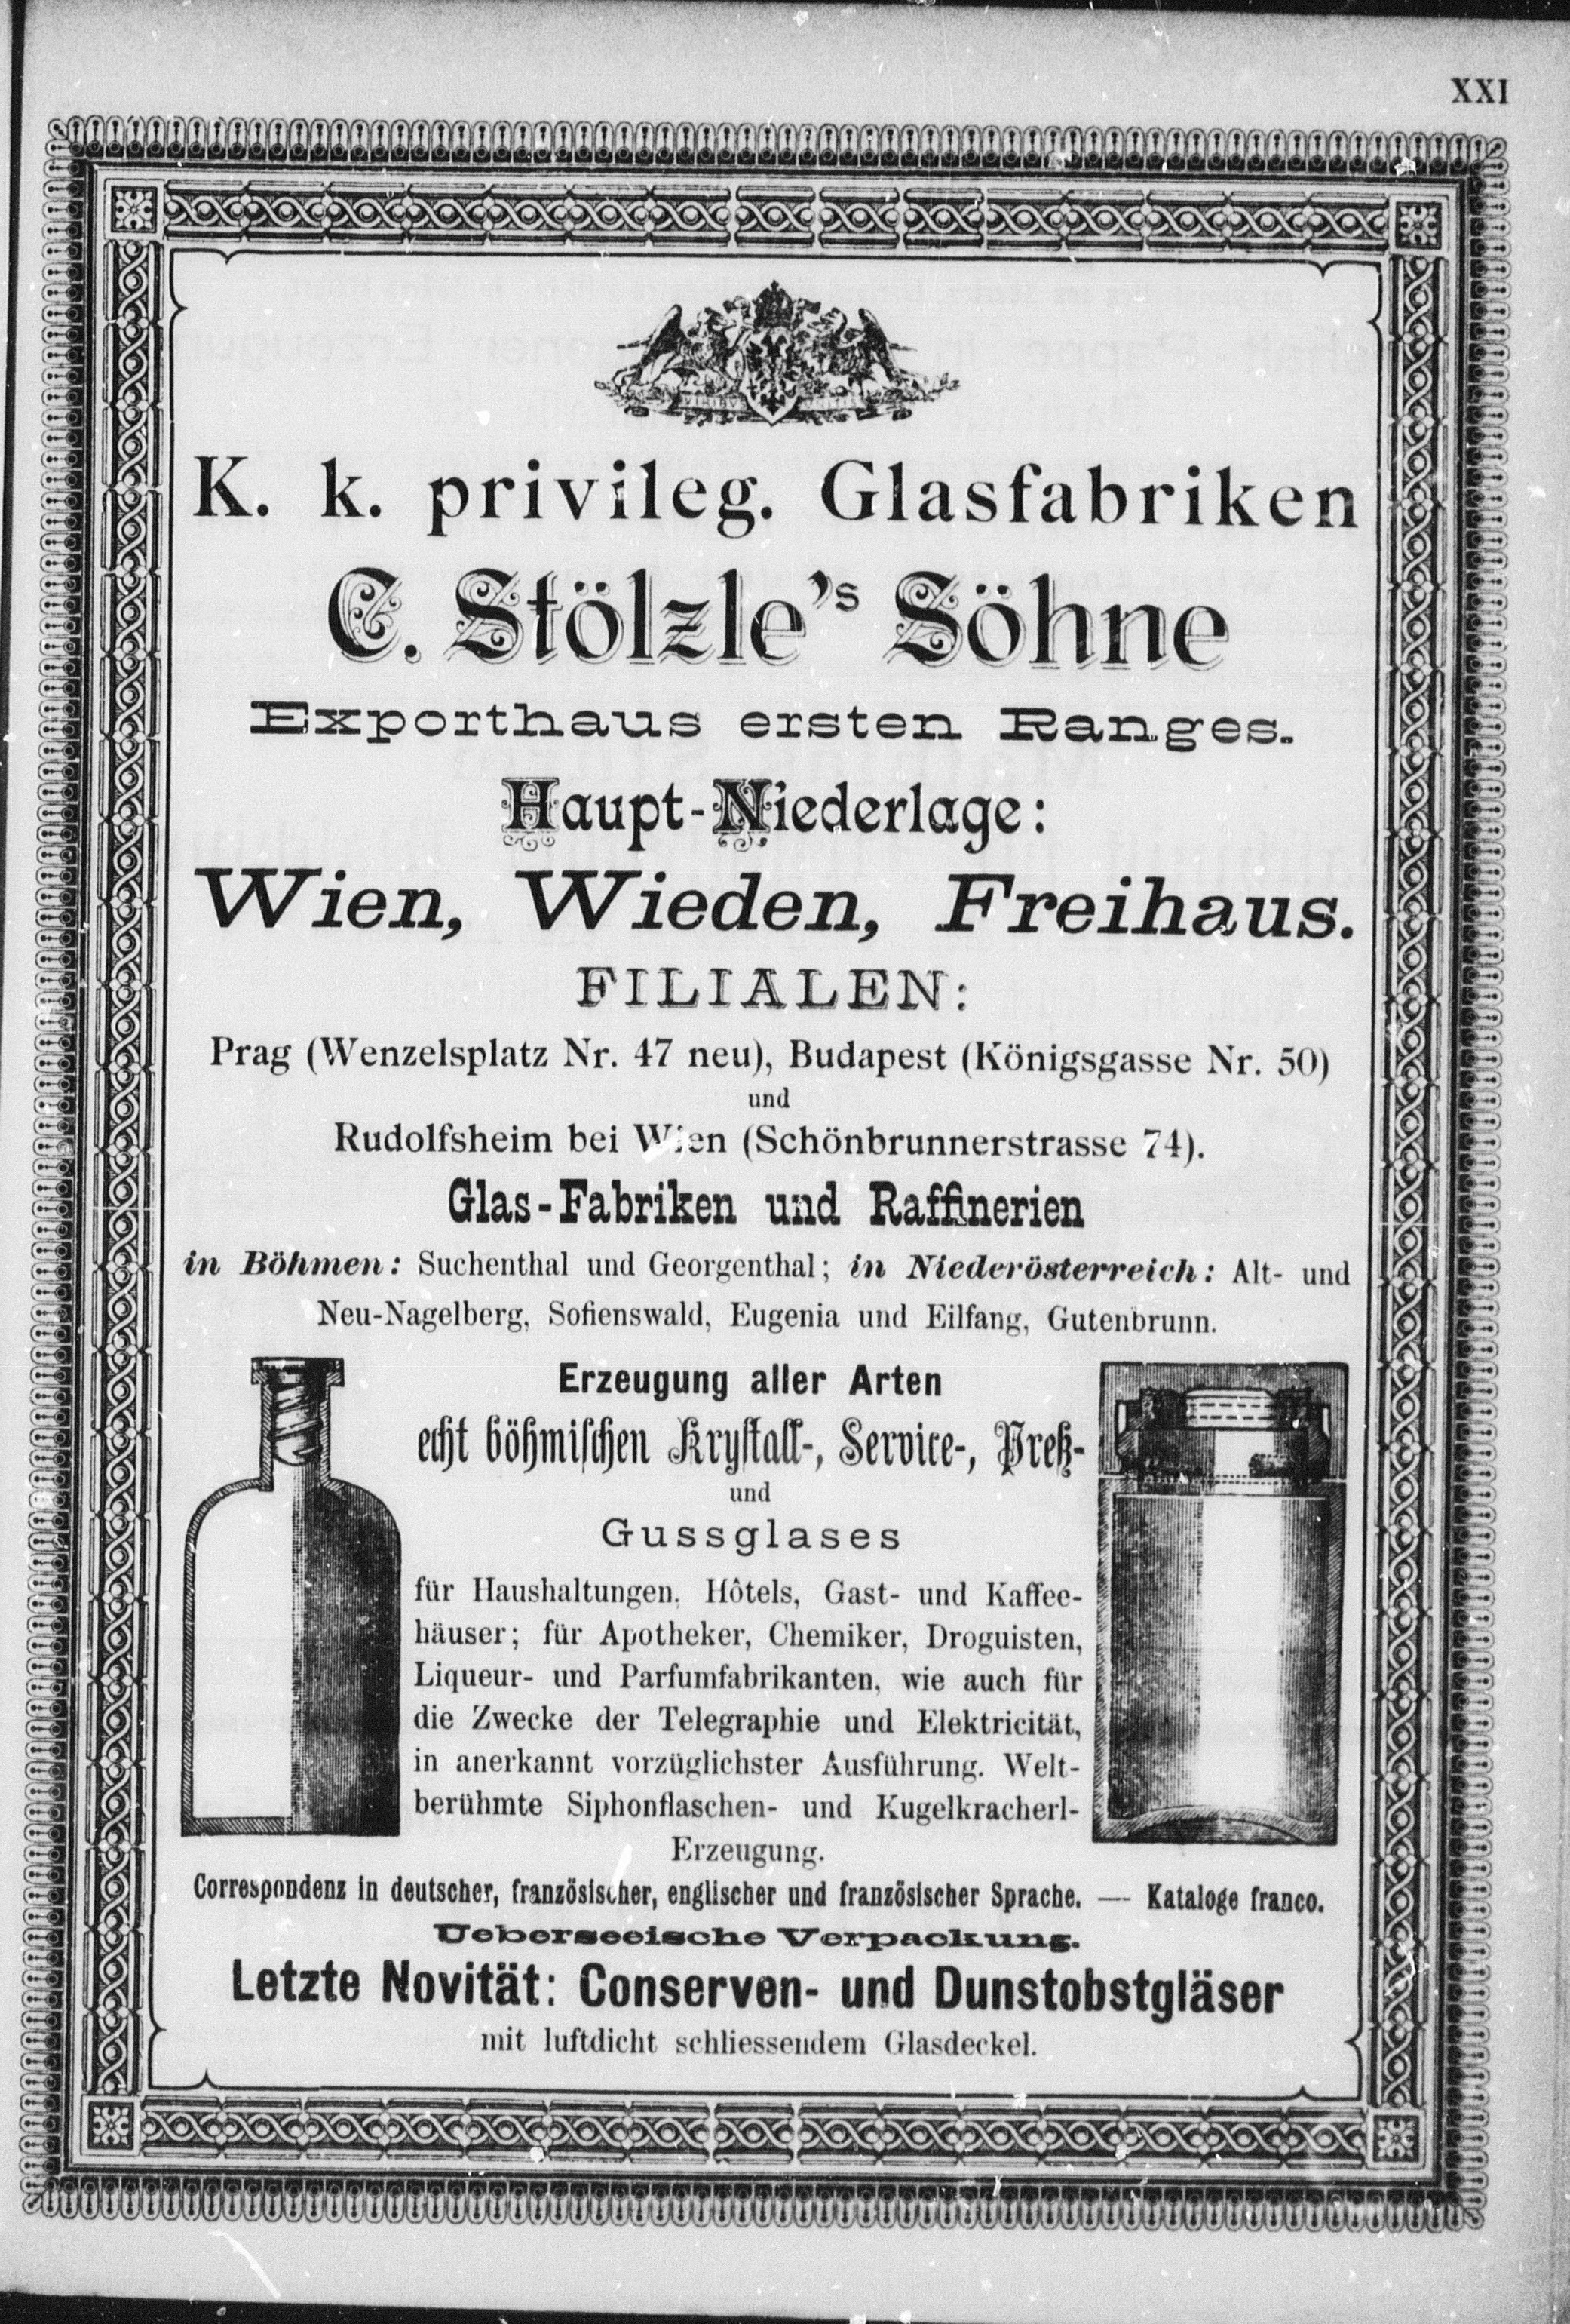 XXI
VIRIBUS UNITIS
K. k. privileg. Glasfabriken
C. Stölzle's Söhne
Exporthaus ersten Ranges.
Haupt-Niederlage:
Wien, Wieden, Freihaus.
FILIALEN:
Prag (Wenzelsplatz Nr. 47 neu), Budapest (Königsgasse Nr. 50)
und
Rudolfsheim bei Wien (Schönbrunnerstrasse 74).
Glas-Fabriken und Raffinerien
in Böhmen: Suchenthal und Georgenthal; in Niederösterreich: Alt- und
Neu-Nagelberg, Sofienswald, Eugenia und Eilfang, Gutenbrunn.
Erzeugung aller Arten
echt böhmischen Krystall-, Service-, Preß-
und
Gussglases
für Haushaltungen, Hôtels, Gast- und Kaffee-
häuser; für Apotheker, Chemiker, Droguisten,
Liqueur- und Parfumfabrikanten, wie auch für
die Zwecke der Telegraphie und Elektricität,
in anerkannt vorzüglichster Ausführung. Welt-
berühmte Siphonflaschen- und Kugelkracherl-
Erzeugung.
Correspondenz in deutscher, französischer, englischer und französischer Sprache. — Kataloge franco.
Ueberseeische Verpackung.
Letzte Novität: Conserven- und Dunstobstgläser
mit luftdicht schliessendem Glasdeckel.